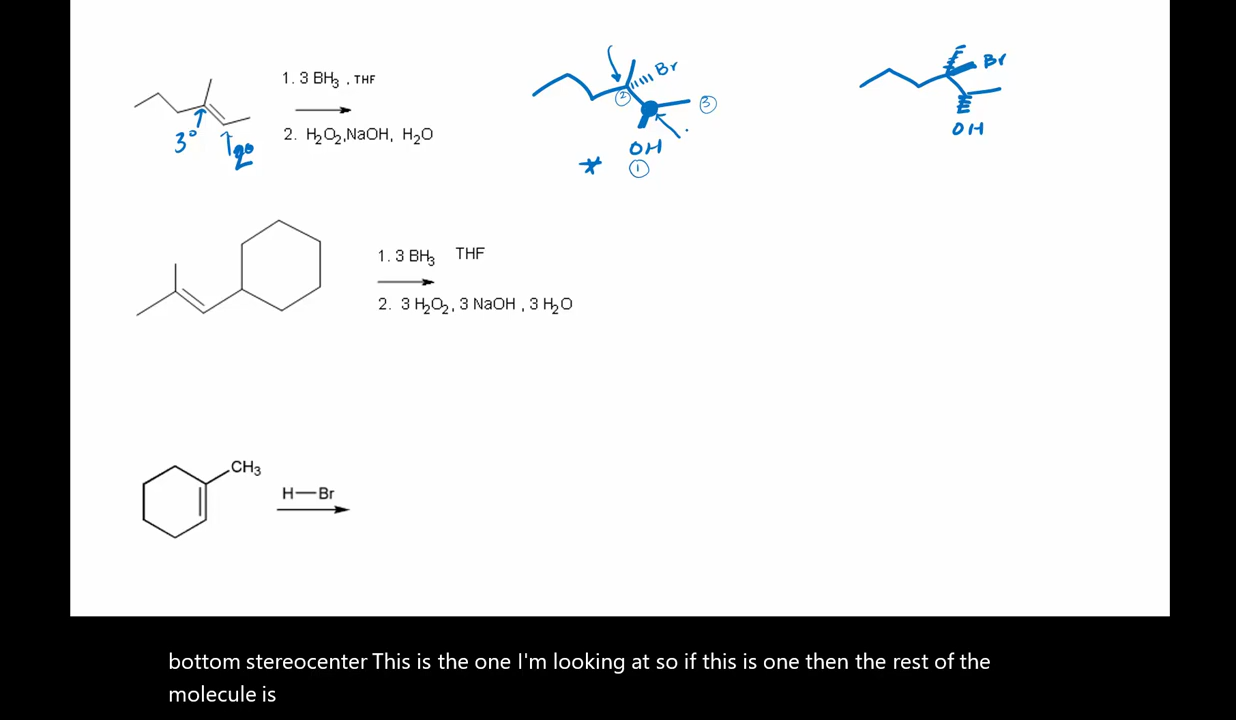 1. 3 BH3 . THF
2. H2O2,NaOH, H2O
3°
2°
Br
②
③
OH
①
*
Br
OH
1. 3 BH3 THF
2. 3 H2O2, 3 NaOH , 3 H2O
CH3
H—Br
bottom stereocenter This is the one I'm looking at so if this is one then the rest of the
molecule is